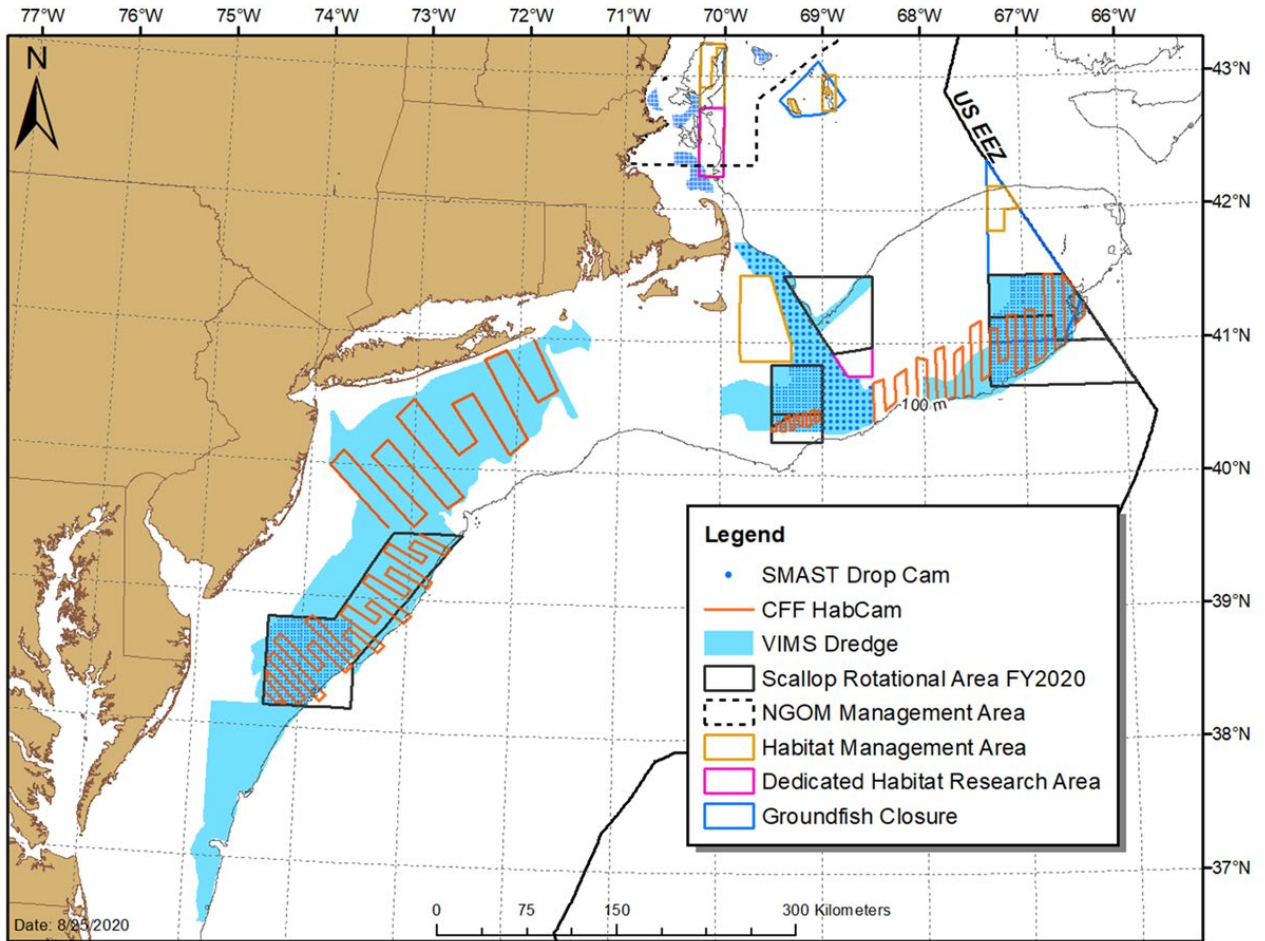 77°W 76°W 75°W 74°W 73°W 72°W 71°W 70°W 69°W 68°W 67°W 66°W
N
43°N
US EEZ
42°N
41°N
100 m
40°N
Legend
SMAST Drop Cam
CFF HabCam
39°N
VIMS Dredge
Scallop Rotational Area FY2020
NGOM Management Area
38°N
Habitat Management Area
Dedicated Habitat Research Area
Groundfish Closure
37°N
0 75 150 300 Kilometers
Date: 8/25/2020